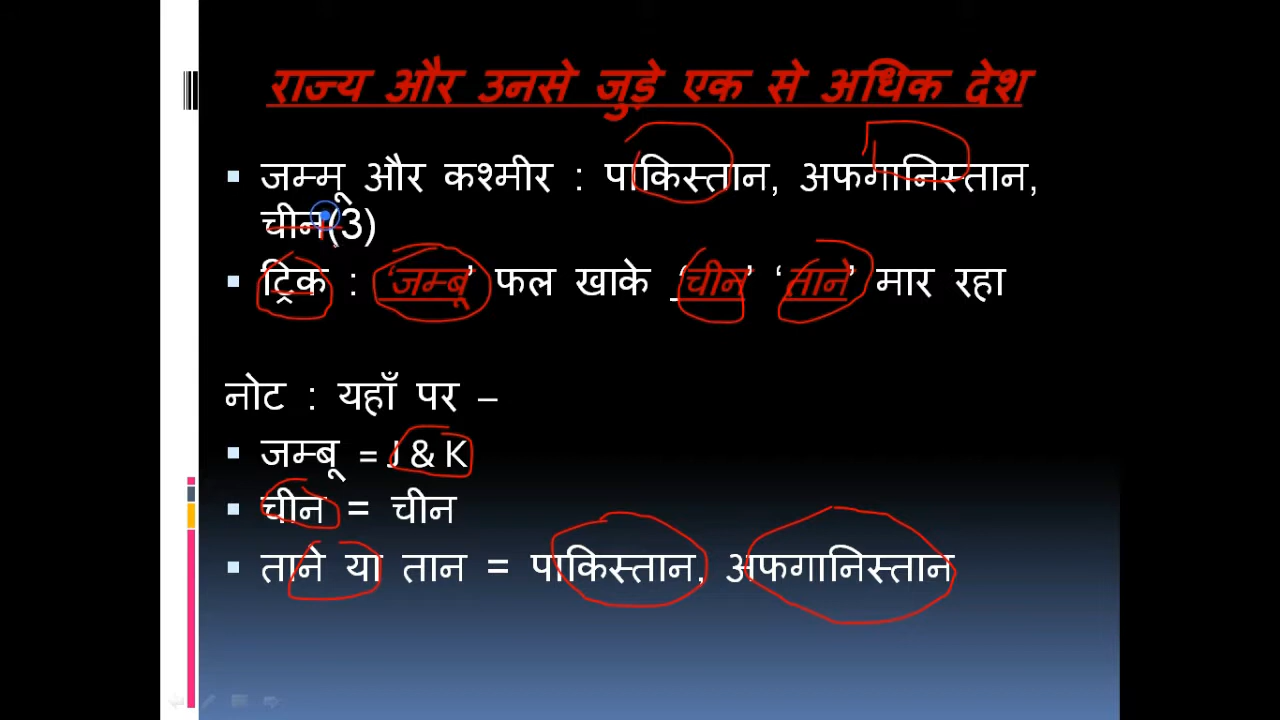 राज्य और उनसे जुड़े एक से अधिक देश
जम्मू और कश्मीर : पाकिस्तान, अफगानिस्तान,
चीन(3)
ट्रिक : ‘जम्बू’ फल खाके ‘चीन’ ‘ताने’ मार रहा
नोट : यहाँ पर –
जम्बू = J & K
चीन = चीन
ताने या तान = पाकिस्तान, अफगानिस्तान